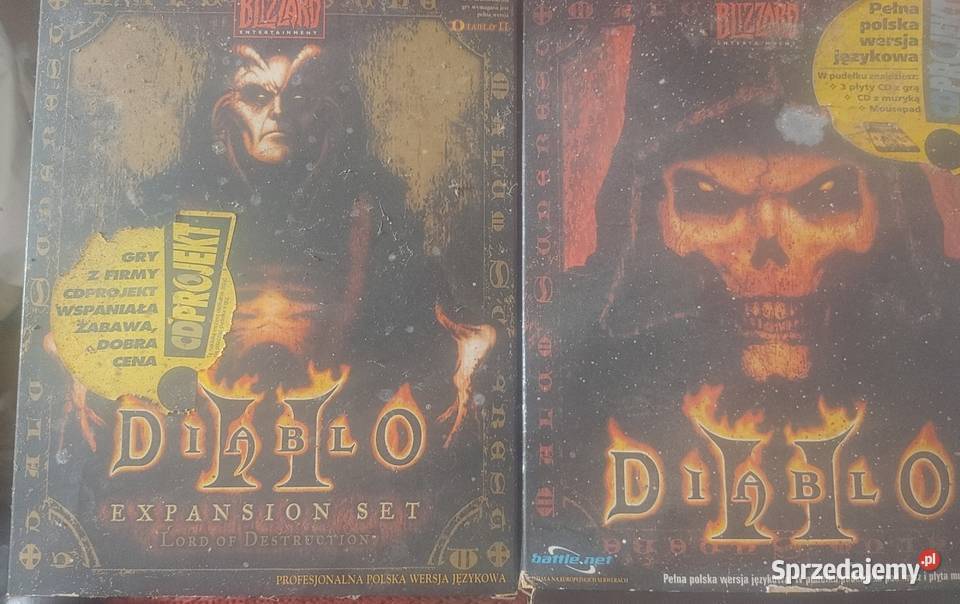 BLIZZARD
ENTERTAINMENT
DIABLO II
GRY
Z FIRMY
CDPROJEKT
WSPANIAŁA
ZABAWA,
DOBRA
CENA
CDPROJEKT
DIABLO II
EXPANSION SET
LORD OF DESTRUCTION
PROFESJONALNA POLSKA WERSJA JĘZYKOWA
BLIZZARD
ENTERTAINMENT
Pełna
polska
wersja
językowa
W pudełku znajdziesz:
3 płyty CD z grą
CD z muzyką
Mousepad
CDPROJEKT
DIABLO II
battle.net
Pełna polska wersja językowa
Sprzedajemy.pl